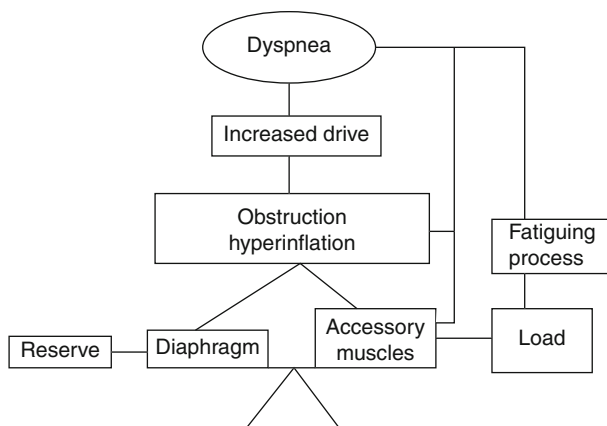 Dyspnea
Increased drive
Obstruction
hyperinflation
Fatiguing
process
Reserve
Diaphragm
Accessory
muscles
Load